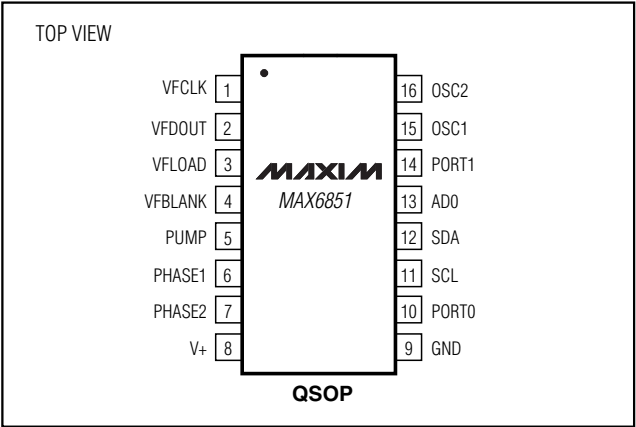 TOP VIEW
VFCLK 1
VFDOUT 2
VFLOAD 3
VFBLANK 4
PUMP 5
PHASE1 6
PHASE2 7
V+ 8
MAXIM
MAX6851
16 OSC2
15 OSC1
14 PORT1
13 AD0
12 SDA
11 SCL
10 PORT0
9 GND
QSOP